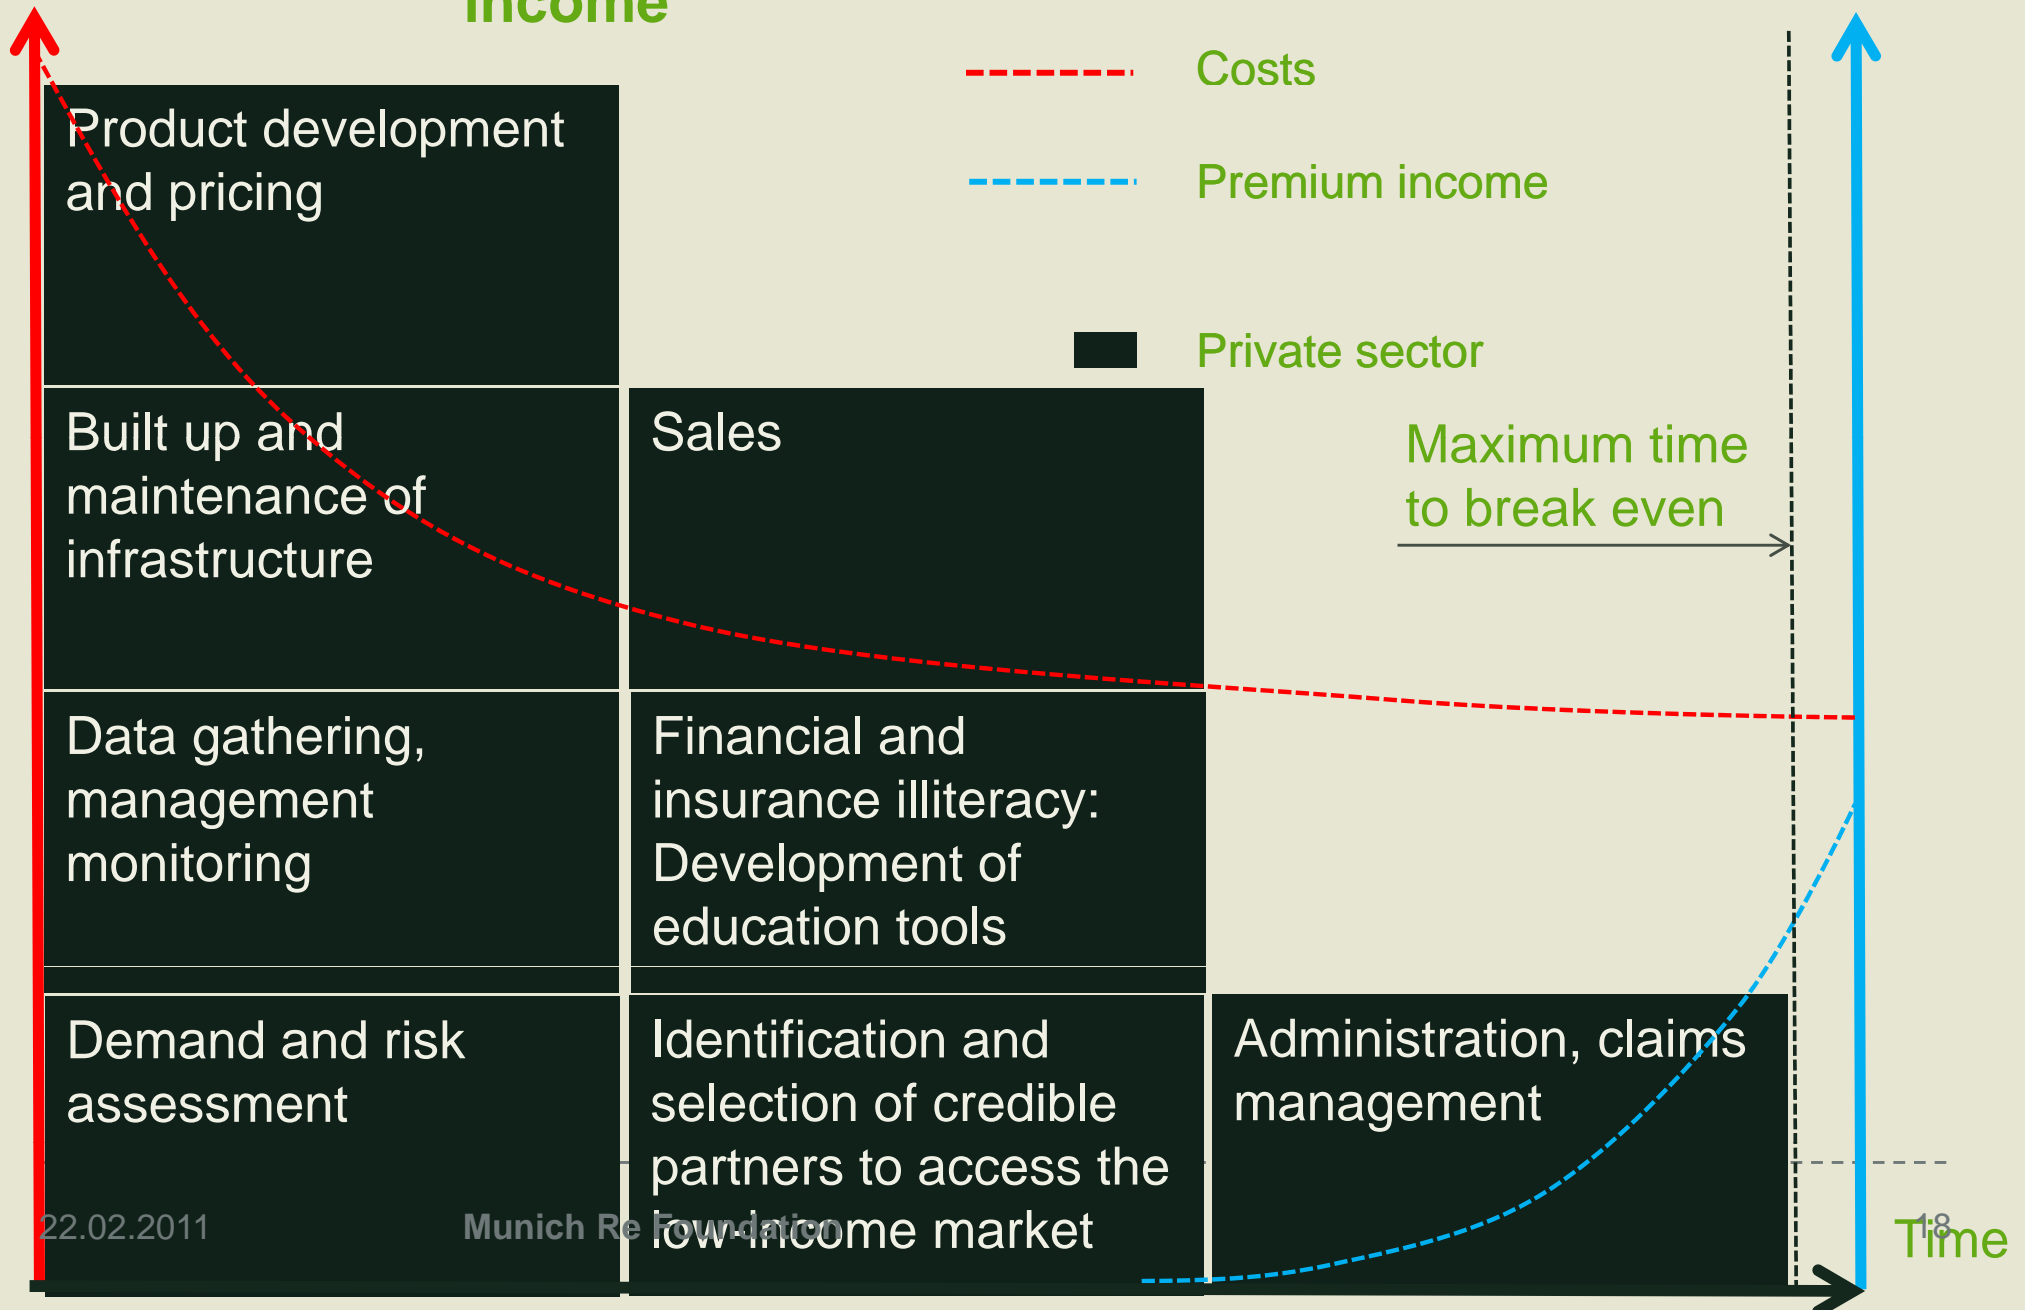 income
Costs
Premium income
Private sector
Product development
and pricing
Built up and
maintenance of
infrastructure
Sales
Maximum time
to break even
Data gathering,
management
monitoring
Financial and
insurance illiteracy:
Development of
education tools
Demand and risk
assessment
Identification and
selection of credible
partners to access the
low-income market
Administration, claims
management
22.02.2011
Munich Re Foundation
18
Time